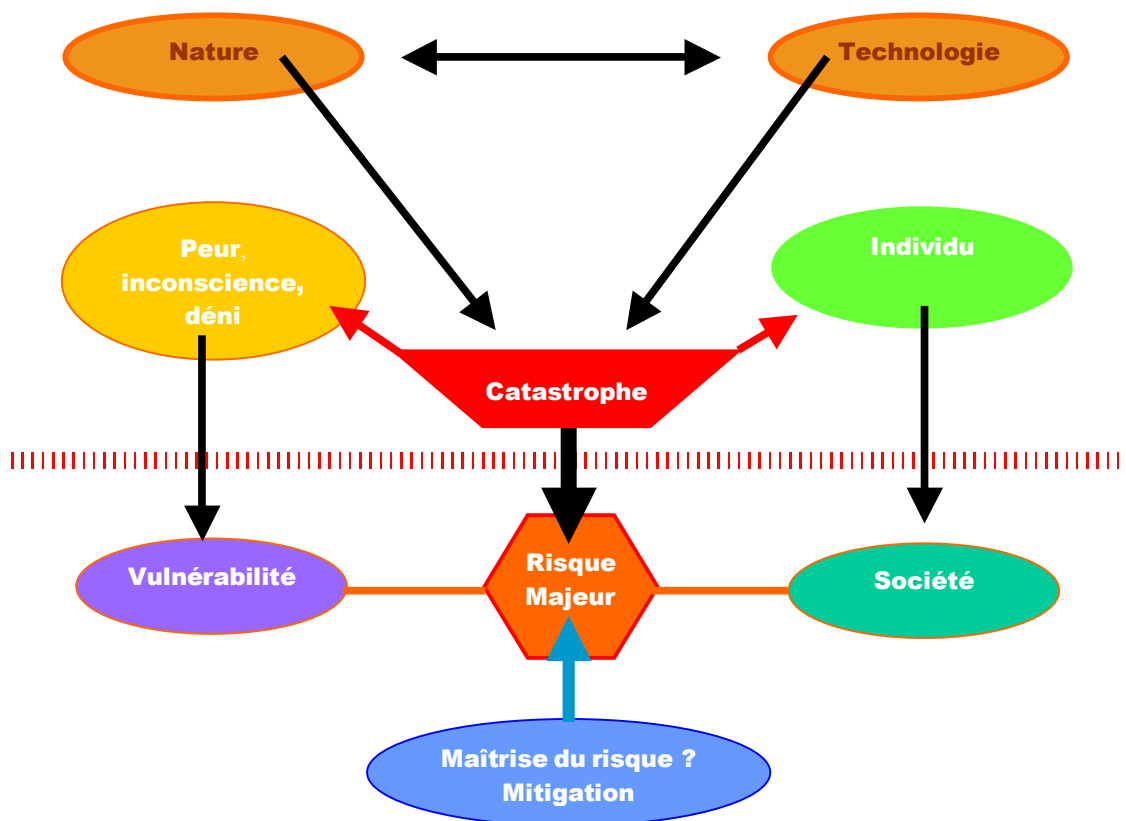 Nature
Technologie
Peur,
inconscience,
déni
Individu
Catastrophe
Vulnérabilité
Risque
Majeur
Société
Maîtrise du risque ?
Mitigation